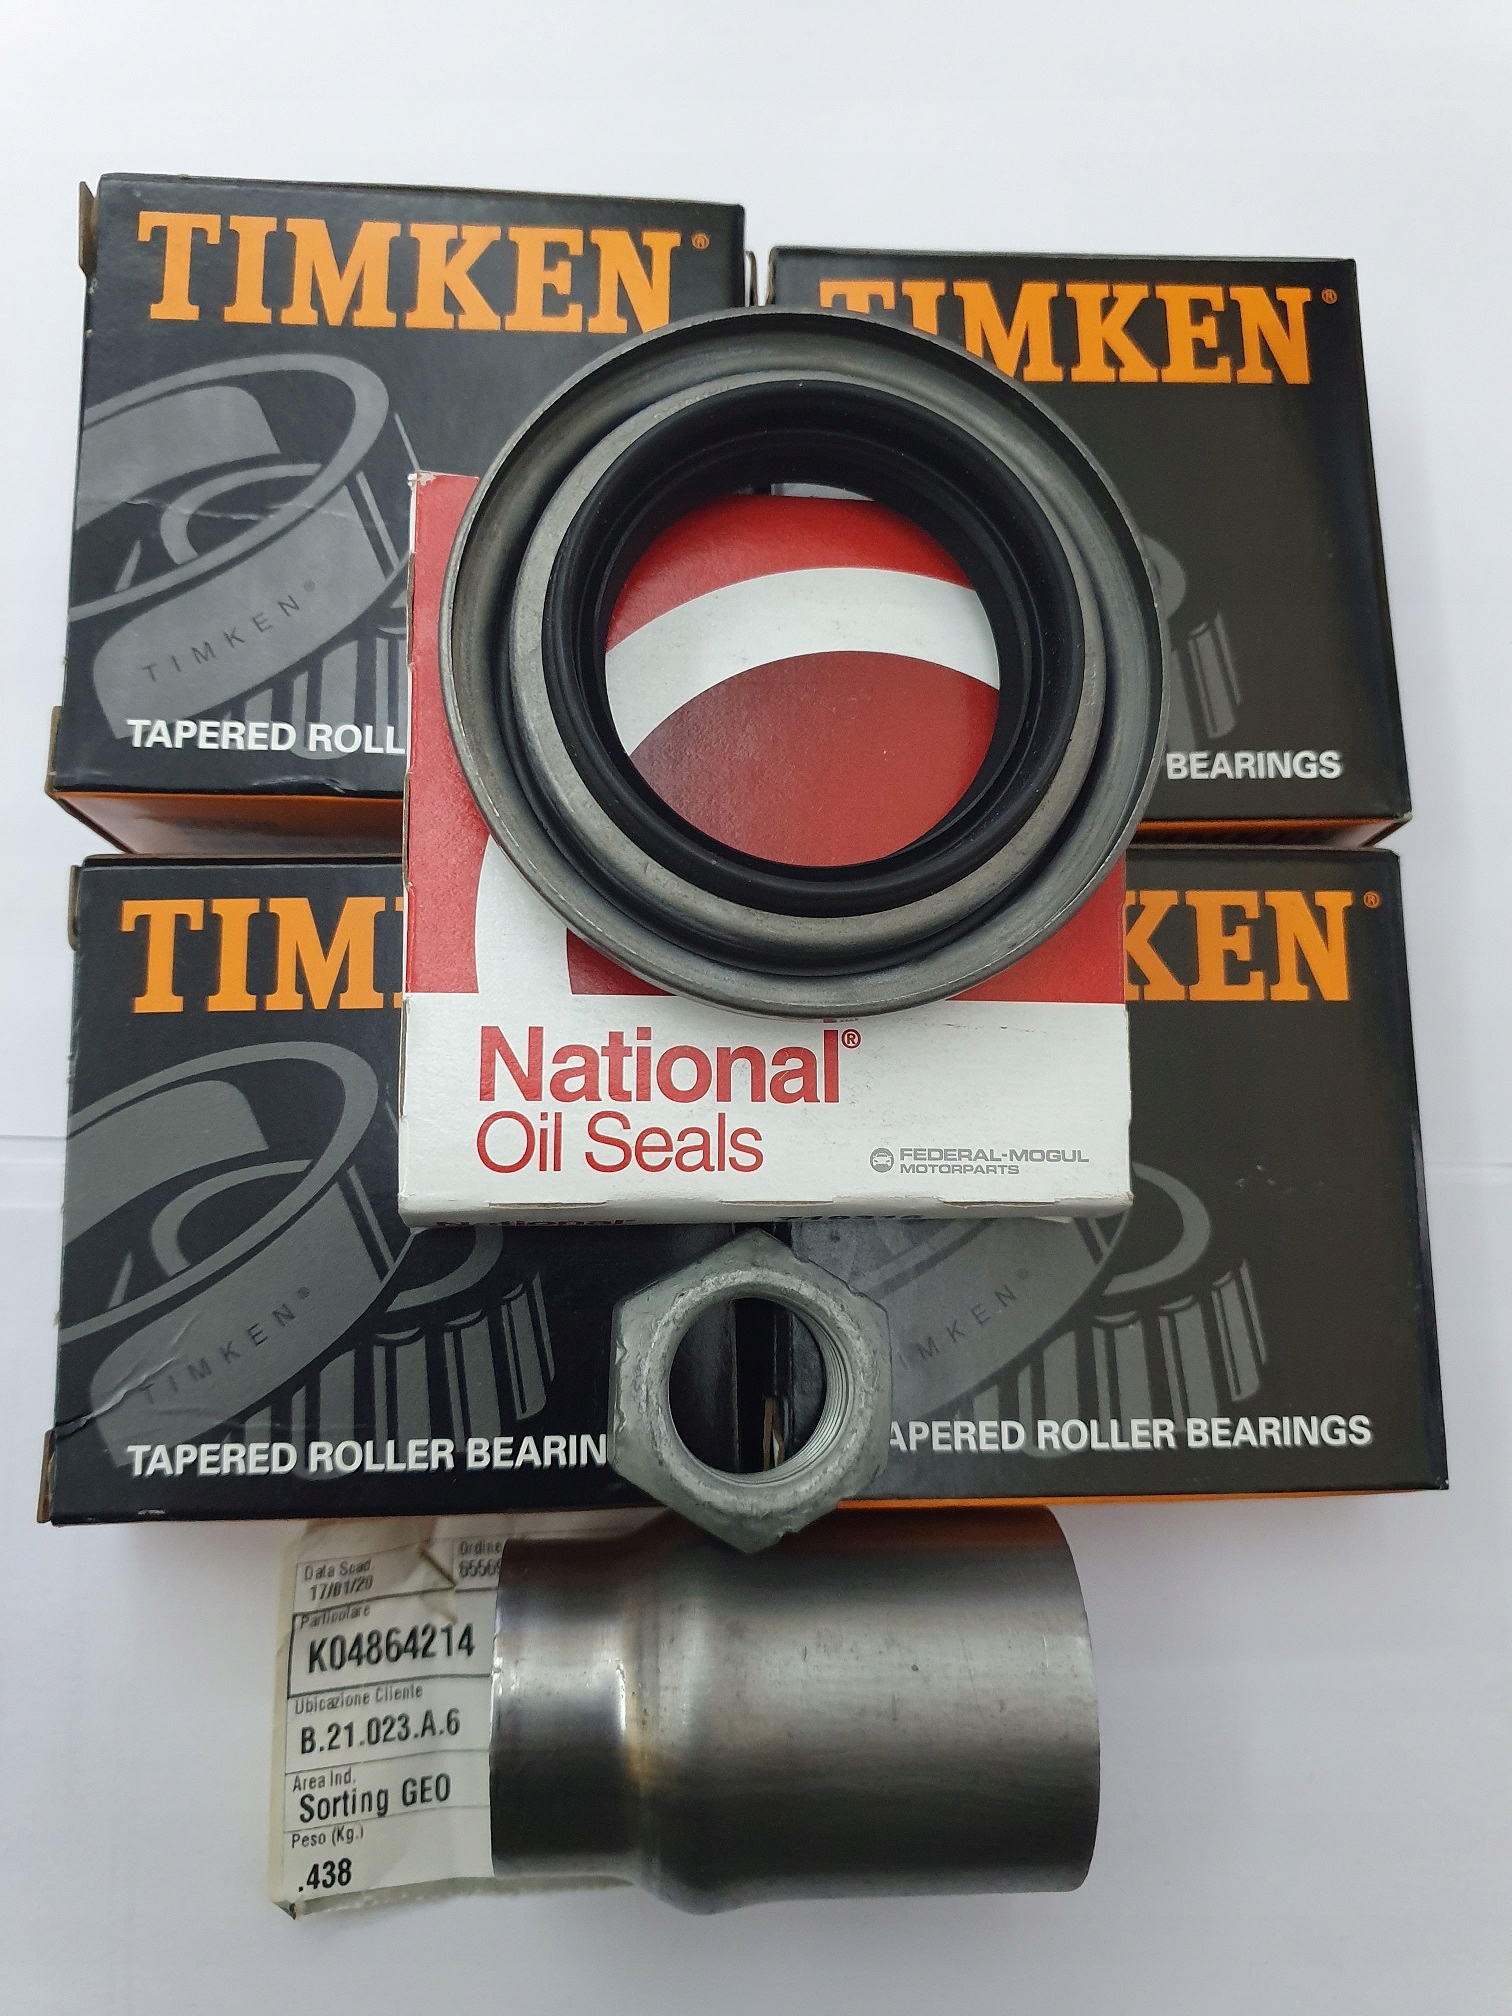 TIMKEN®
TIMKEN®
TIMKEN®
TAPERED ROLL
BEARINGS
TIM
KEN®
National®
Oil Seals
FEDERAL-MOGUL
MOTORPARTS
National
TIMKEN®
TIMKEN®
TAPERED ROLLER BEARIN
APERED ROLLER BEARINGS
Data Scad.
17/01/20
Ordine
Particolare
K04864214
Ubicazione Cliente
B.21.023.A.6
Area Ind.
Sorting GEO
Peso (Kg.)
.438